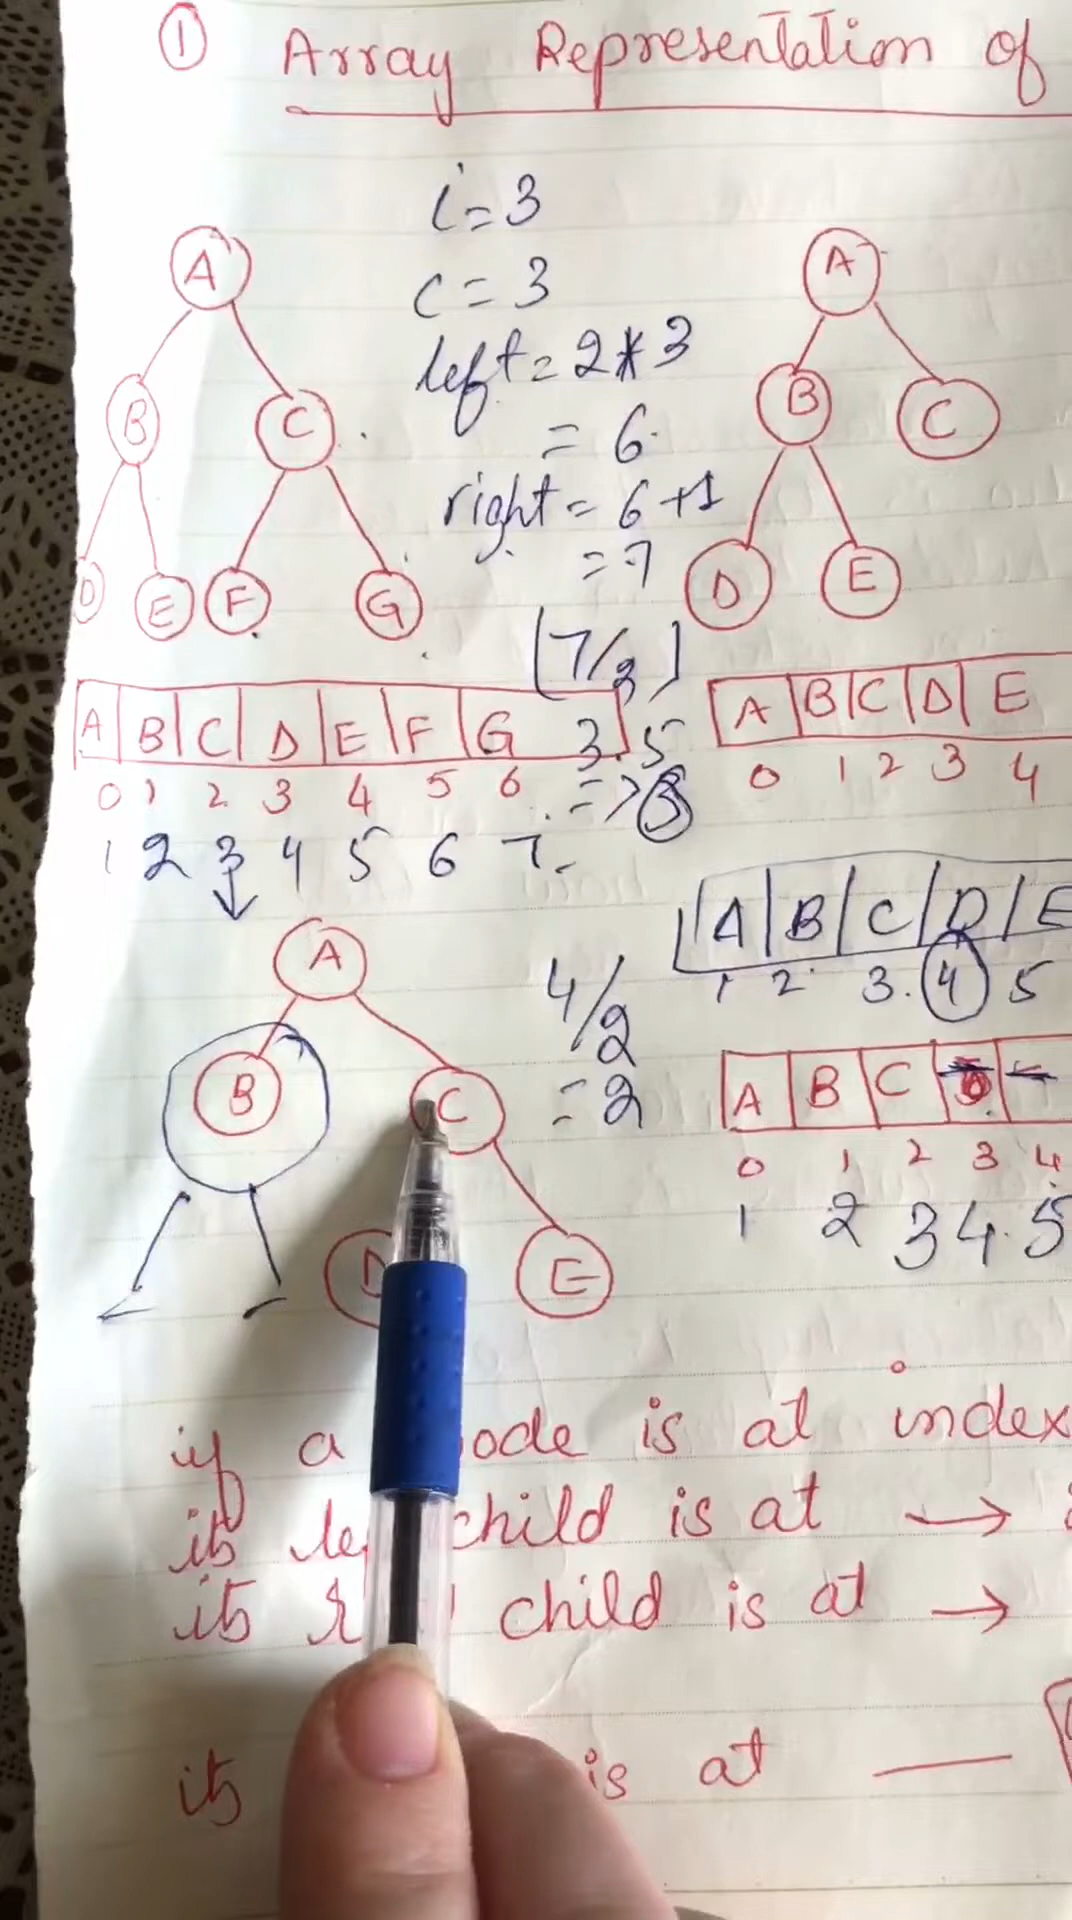 ① Array Representation of
i = 3
c = 3
left = 2*3
= 6
right = 6+1
= 7
[7/2]
3.5
=> 3
A
B C
D E F G
A B C D E F G
0 1 2 3 4 5 6
1 2 3 4 5 6 7
A
B C
D E
A B C D E
0 1 2 3 4
A B C D E
1 2 3. 4 5
A
B C
E
4/2
= 2
A B C
0 1 2 3 4
1 2 3 4 5
if a is at index
its child is at →
its child is at →
its is at —